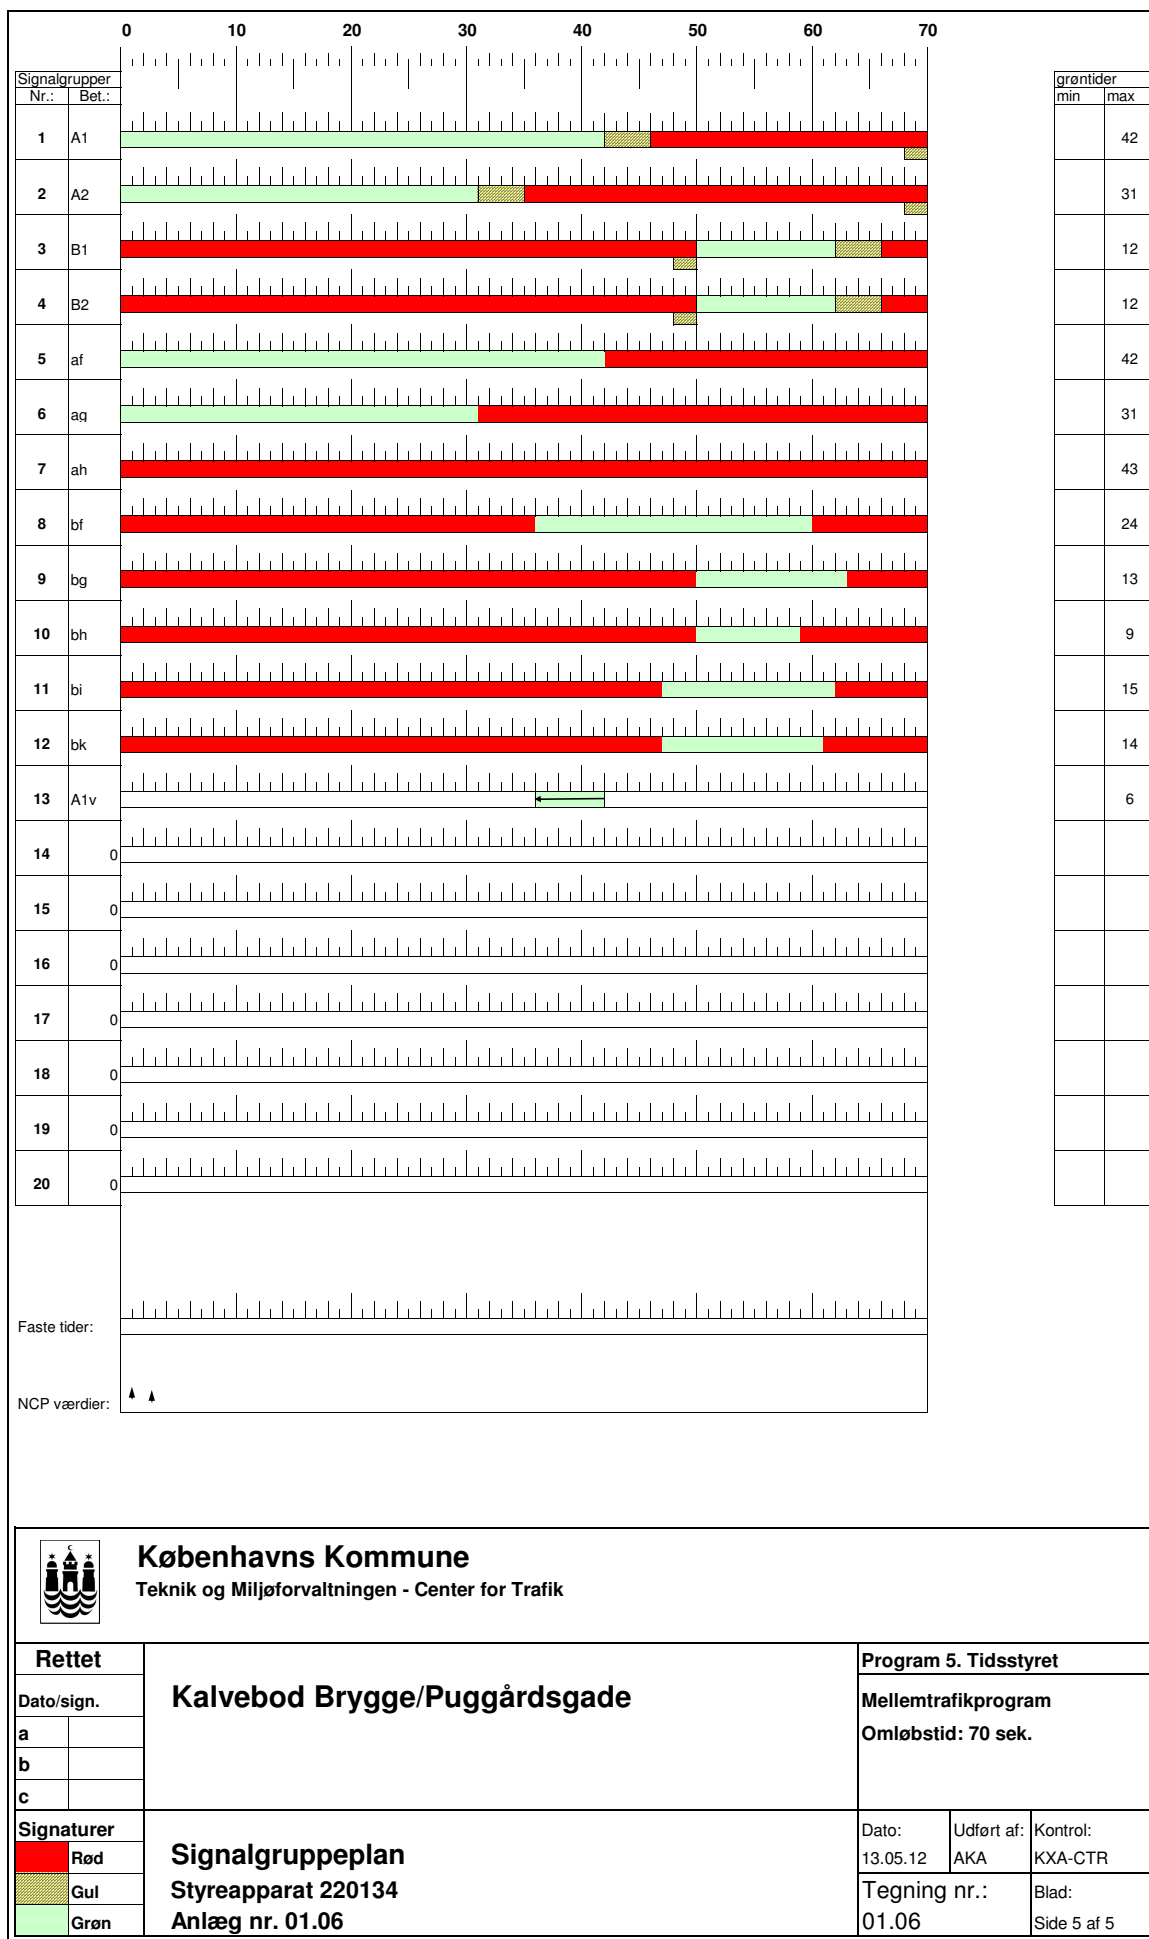 0 10 20 30 40 50 60 70
Signalgrupper grøntider
Nr.: Bet.: min max
1 A1 42
2 A2 31
3 B1 12
4 B2 12
5 af 42
6 ag 31
7 ah 43
8 bf 24
9 bg 13
10 bh 9
11 bi 15
12 bk 14
13 A1v 6
14 0
15 0
16 0
17 0
18 0
19 0
20 0
Faste tider:
NCP værdier:
Københavns Kommune
Teknik og Miljøforvaltningen - Center for Trafik
Rettet
Dato/sign.
a
b
c
Kalvebod Brygge/Puggårdsgade
Program 5. Tidsstyret
Mellemtrafikprogram
Omløbstid: 70 sek.
Signaturer
Rød
Gul
Grøn
Signalgruppeplan
Styreapparat 220134
Anlæg nr. 01.06
Dato: Udført af: Kontrol:
13.05.12 AKA KXA-CTR
Tegning nr.: Blad:
01.06 Side 5 af 5